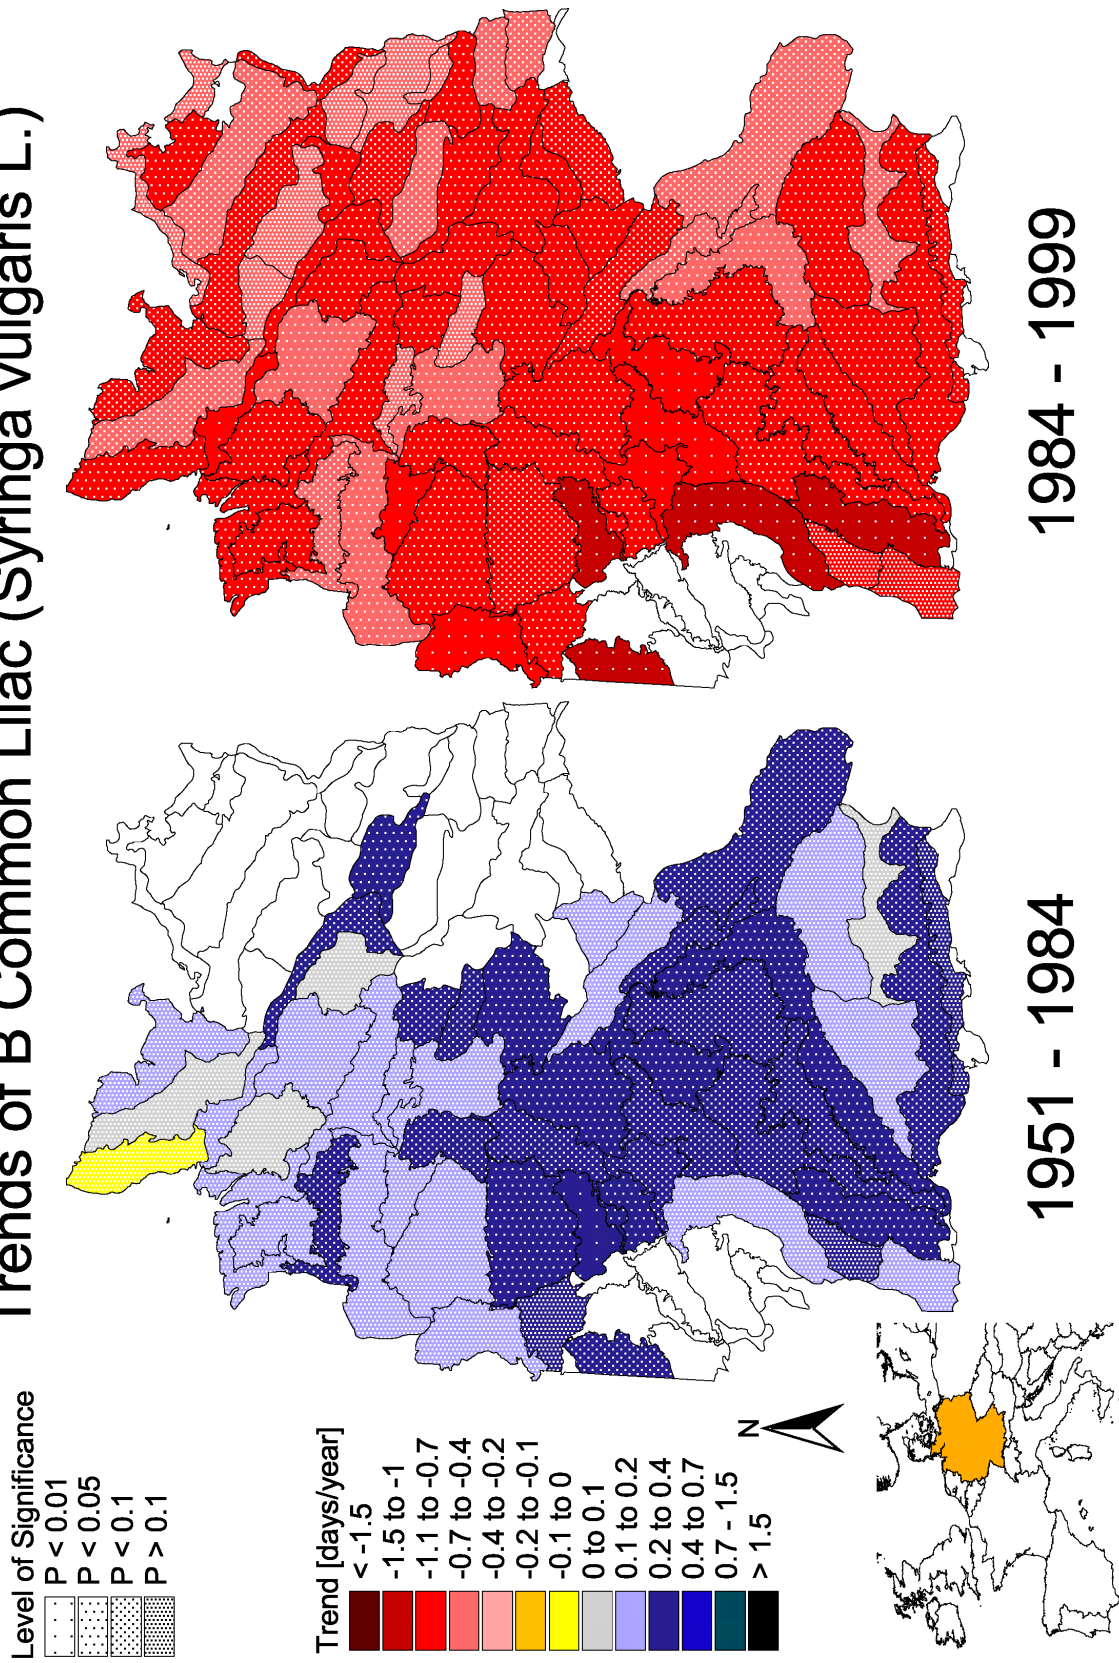 Trends of B Common Lilac (Syringa vulgaris L.)
Level of Significance
P < 0.01
P < 0.05
P < 0.1
P > 0.1
Trend [days/year]
< -1.5
-1.5 to -1
-1.1 to -0.7
-0.7 to -0.4
-0.4 to -0.2
-0.2 to -0.1
-0.1 to 0
0 to 0.1
0.1 to 0.2
0.2 to 0.4
0.4 to 0.7
0.7 - 1.5
> 1.5
N
1951 - 1984
1984 - 1999